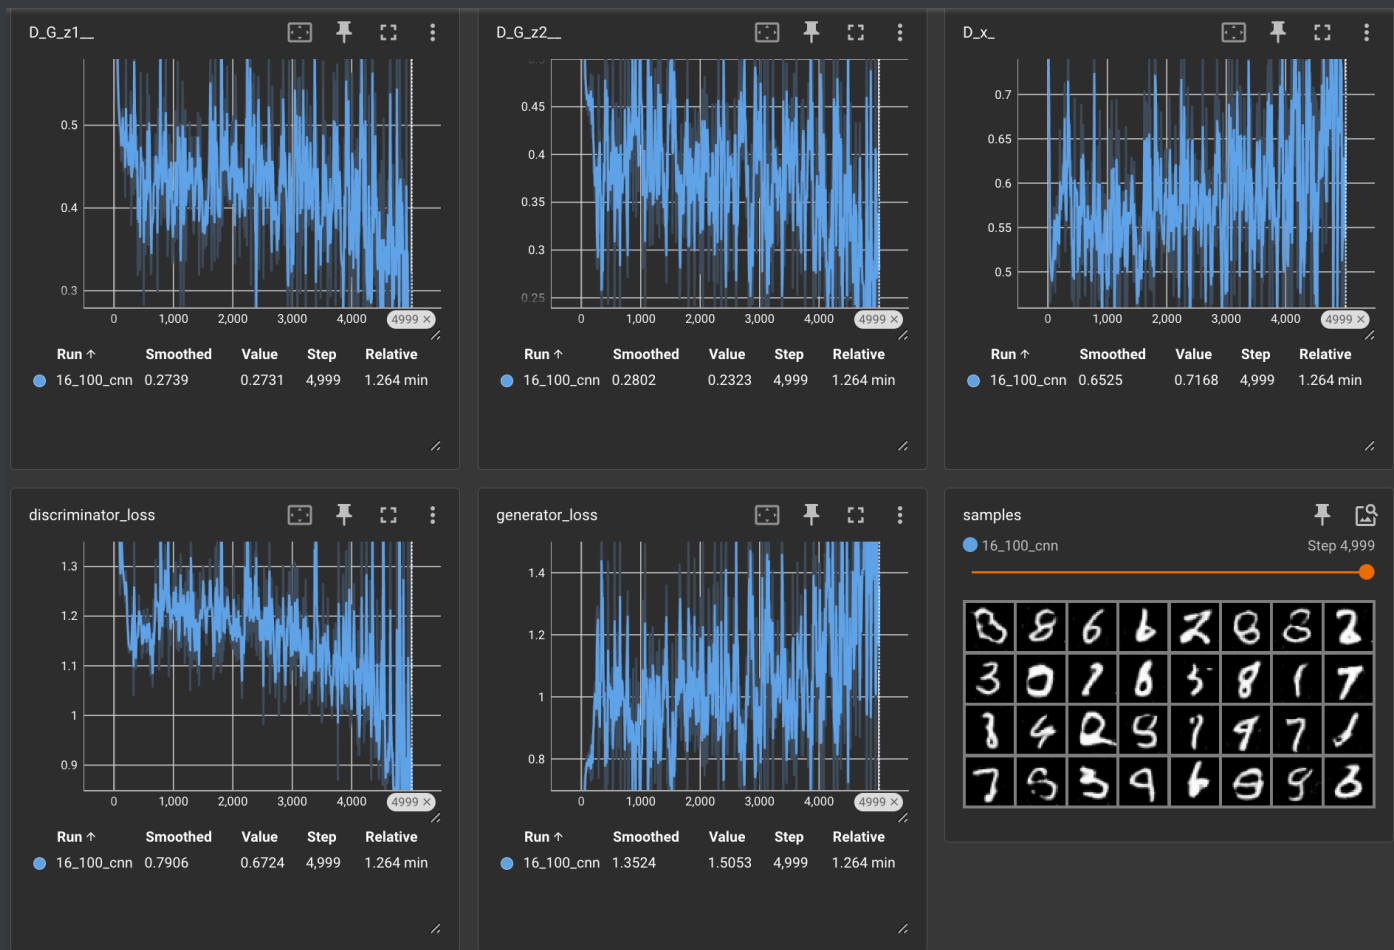 D_G_z1__
0.5
0.4
0.3
0 1,000 2,000 3,000 4,000 4999 ×
Run ↑ Smoothed Value Step Relative
16_100_cnn 0.2739 0.2731 4,999 1.264 min
D_G_z2__
0.5
0.45
0.4
0.35
0.3
0.25
0 1,000 2,000 3,000 4,000 4999 ×
Run ↑ Smoothed Value Step Relative
16_100_cnn 0.2802 0.2323 4,999 1.264 min
D_x_
0.7
0.65
0.6
0.55
0.5
0 1,000 2,000 3,000 4,000 4999 ×
Run ↑ Smoothed Value Step Relative
16_100_cnn 0.6525 0.7168 4,999 1.264 min
discriminator_loss
1.3
1.2
1.1
1
0.9
0 1,000 2,000 3,000 4,000 4999 ×
Run ↑ Smoothed Value Step Relative
16_100_cnn 0.7906 0.6724 4,999 1.264 min
generator_loss
1.4
1.2
1
0.8
0 1,000 2,000 3,000 4,000 4999 ×
Run ↑ Smoothed Value Step Relative
16_100_cnn 1.3524 1.5053 4,999 1.264 min
samples
16_100_cnn Step 4,999